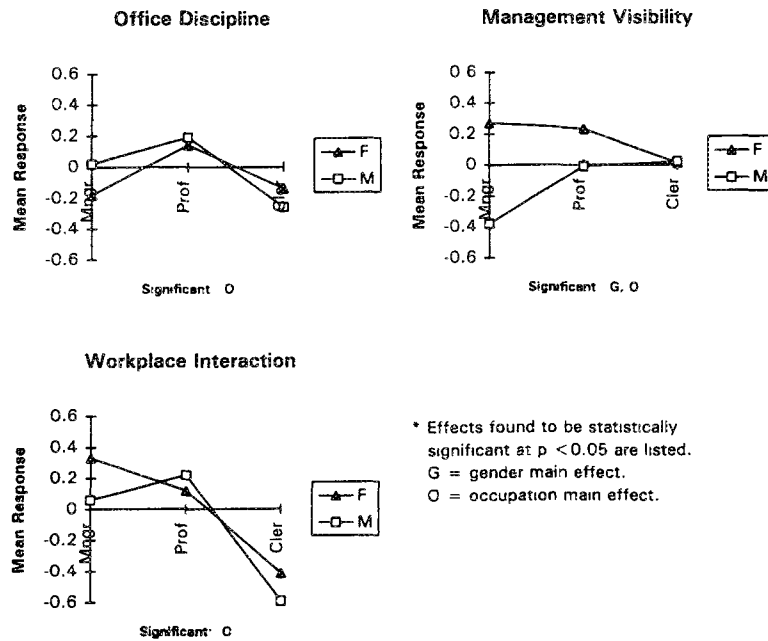 Office Discipline
Mean Response
0.6
0.4
0.2
0
-0.2
-0.4
-0.6
Mngr
Prof
Cler
F
M
Significant O
Management Visibility
Mean Response
0.6
0.4
0.2
0
-0.2
-0.4
-0.6
Mngr
Prof
Cler
F
M
Significant G, O
Workplace Interaction
Mean Response
0.6
0.4
0.2
0
-0.2
-0.4
-0.6
Mngr
Prof
Cler
F
M
Significant O
* Effects found to be statistically
significant at p <0.05 are listed.
G = gender main effect.
O = occupation main effect.